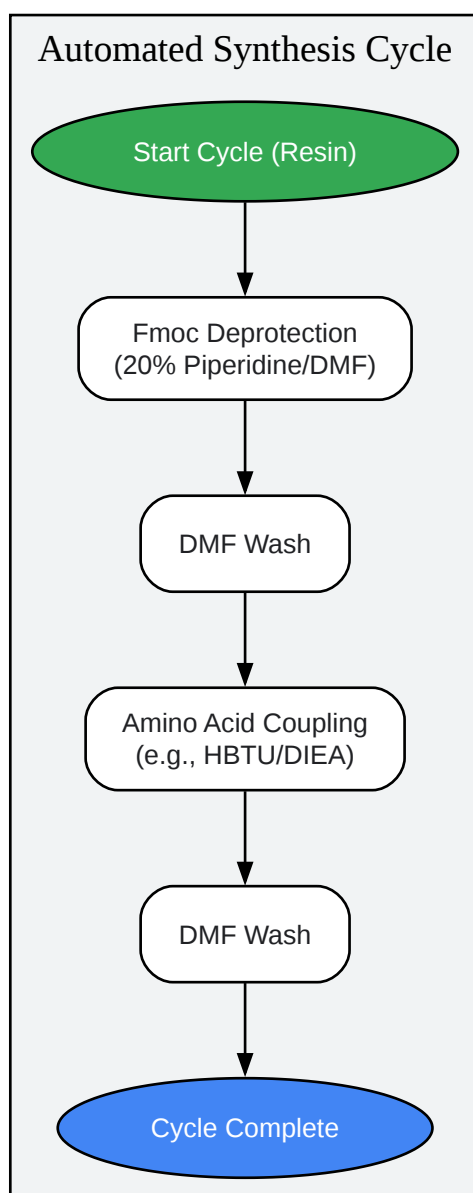 Automated Synthesis Cycle
Start Cycle (Resin)
Fmoc Deprotection
(20% Piperidine/DMF)
DMF Wash
Amino Acid Coupling
(e.g., HBTU/DIEA)
DMF Wash
Cycle Complete